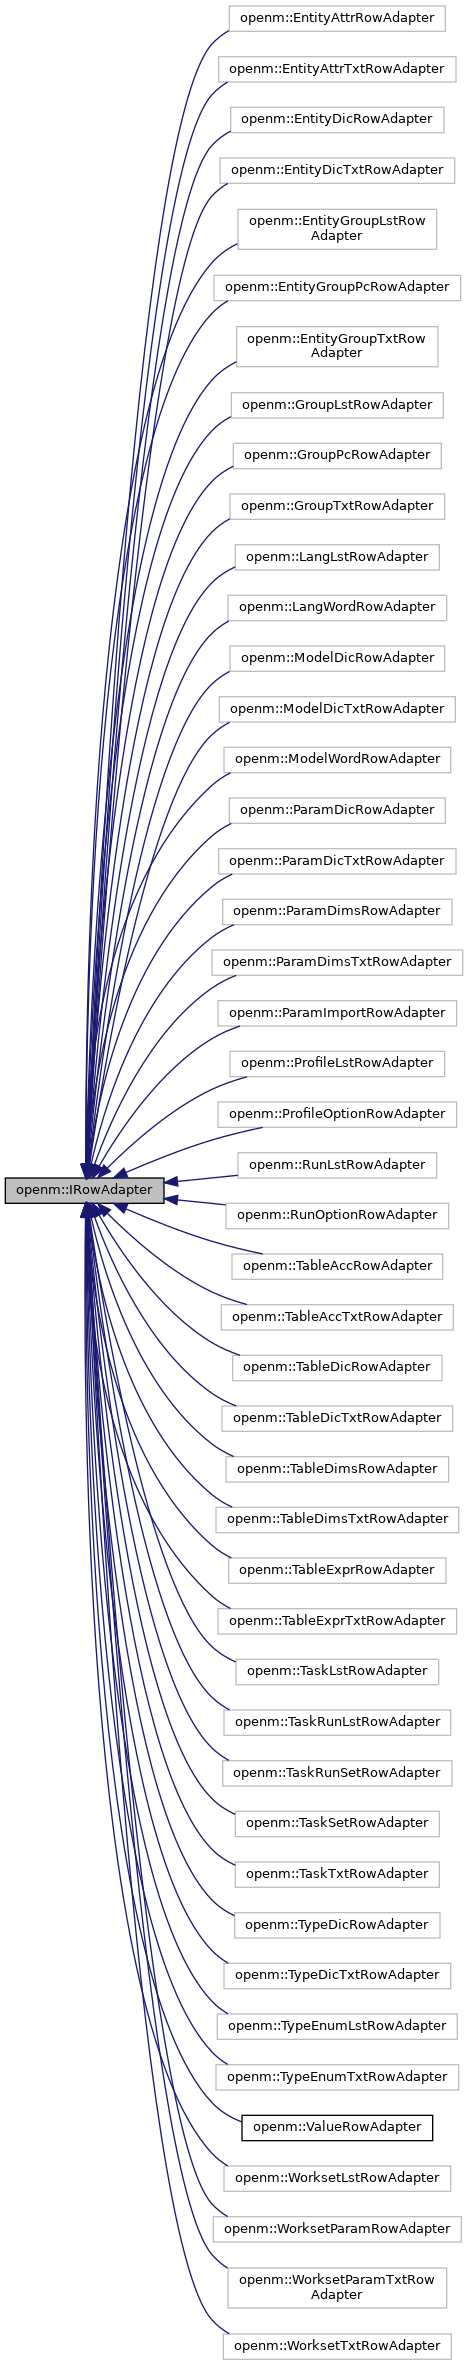 openm::EntityAttrRowAdapter
openm::EntityAttrTxtRowAdapter
openm::EntityDicRowAdapter
openm::EntityDicTxtRowAdapter
openm::EntityGroupLstRow
Adapter
openm::EntityGroupPcRowAdapter
openm::EntityGroupTxtRow
Adapter
openm::GroupLstRowAdapter
openm::GroupPcRowAdapter
openm::GroupTxtRowAdapter
openm::LangLstRowAdapter
openm::LangWordRowAdapter
openm::ModelDicRowAdapter
openm::ModelDicTxtRowAdapter
openm::ModelWordRowAdapter
openm::ParamDicRowAdapter
openm::ParamDicTxtRowAdapter
openm::ParamDimsRowAdapter
openm::ParamDimsTxtRowAdapter
openm::ParamImportRowAdapter
openm::ProfileLstRowAdapter
openm::ProfileOptionRowAdapter
openm::RunLstRowAdapter
openm::IRowAdapter
openm::RunOptionRowAdapter
openm::TableAccRowAdapter
openm::TableAccTxtRowAdapter
openm::TableDicRowAdapter
openm::TableDicTxtRowAdapter
openm::TableDimsRowAdapter
openm::TableDimsTxtRowAdapter
openm::TableExprRowAdapter
openm::TableExprTxtRowAdapter
openm::TaskLstRowAdapter
openm::TaskRunLstRowAdapter
openm::TaskRunSetRowAdapter
openm::TaskSetRowAdapter
openm::TaskTxtRowAdapter
openm::TypeDicRowAdapter
openm::TypeDicTxtRowAdapter
openm::TypeEnumLstRowAdapter
openm::TypeEnumTxtRowAdapter
openm::ValueRowAdapter
openm::WorksetLstRowAdapter
openm::WorksetParamRowAdapter
openm::WorksetParamTxtRow
Adapter
openm::WorksetTxtRowAdapter